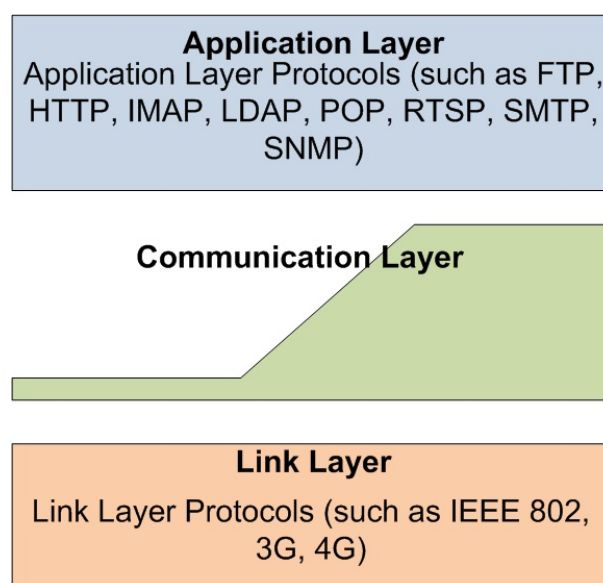 Application Layer
Application Layer Protocols (such as FTP,
HTTP, IMAP, LDAP, POP, RTSP, SMTP,
SNMP)
Communication Layer
Link Layer
Link Layer Protocols (such as IEEE 802,
3G, 4G)